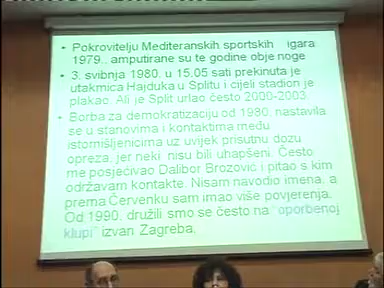 • Pokrovitelju Mediteranskih sportskih igara
1979., amputirane su te godine obje noge
• 3. svibnja 1980. u 15,05 sati prekinuta je
utakmica Hajduka u Splitu i cijeli stadion je
plakao. Ali je Split urlao često 2000-2003.
• Borba za demokratizaciju od 1980. nastavila
se u stanovima i kontaktima među
istomišljenicima uz uvijek prisutnu dozu
opreza, jer neki nisu bili uhapšeni. Često
me posjećivao Dalibor Brozović i pitao s kim
održavam kontakte. Nisam navodio imena, a
prema Červenku sam imao više povjerenja.
Od 1990. družili smo se često na "oporbenoj
klupi" izvan Zagreba.